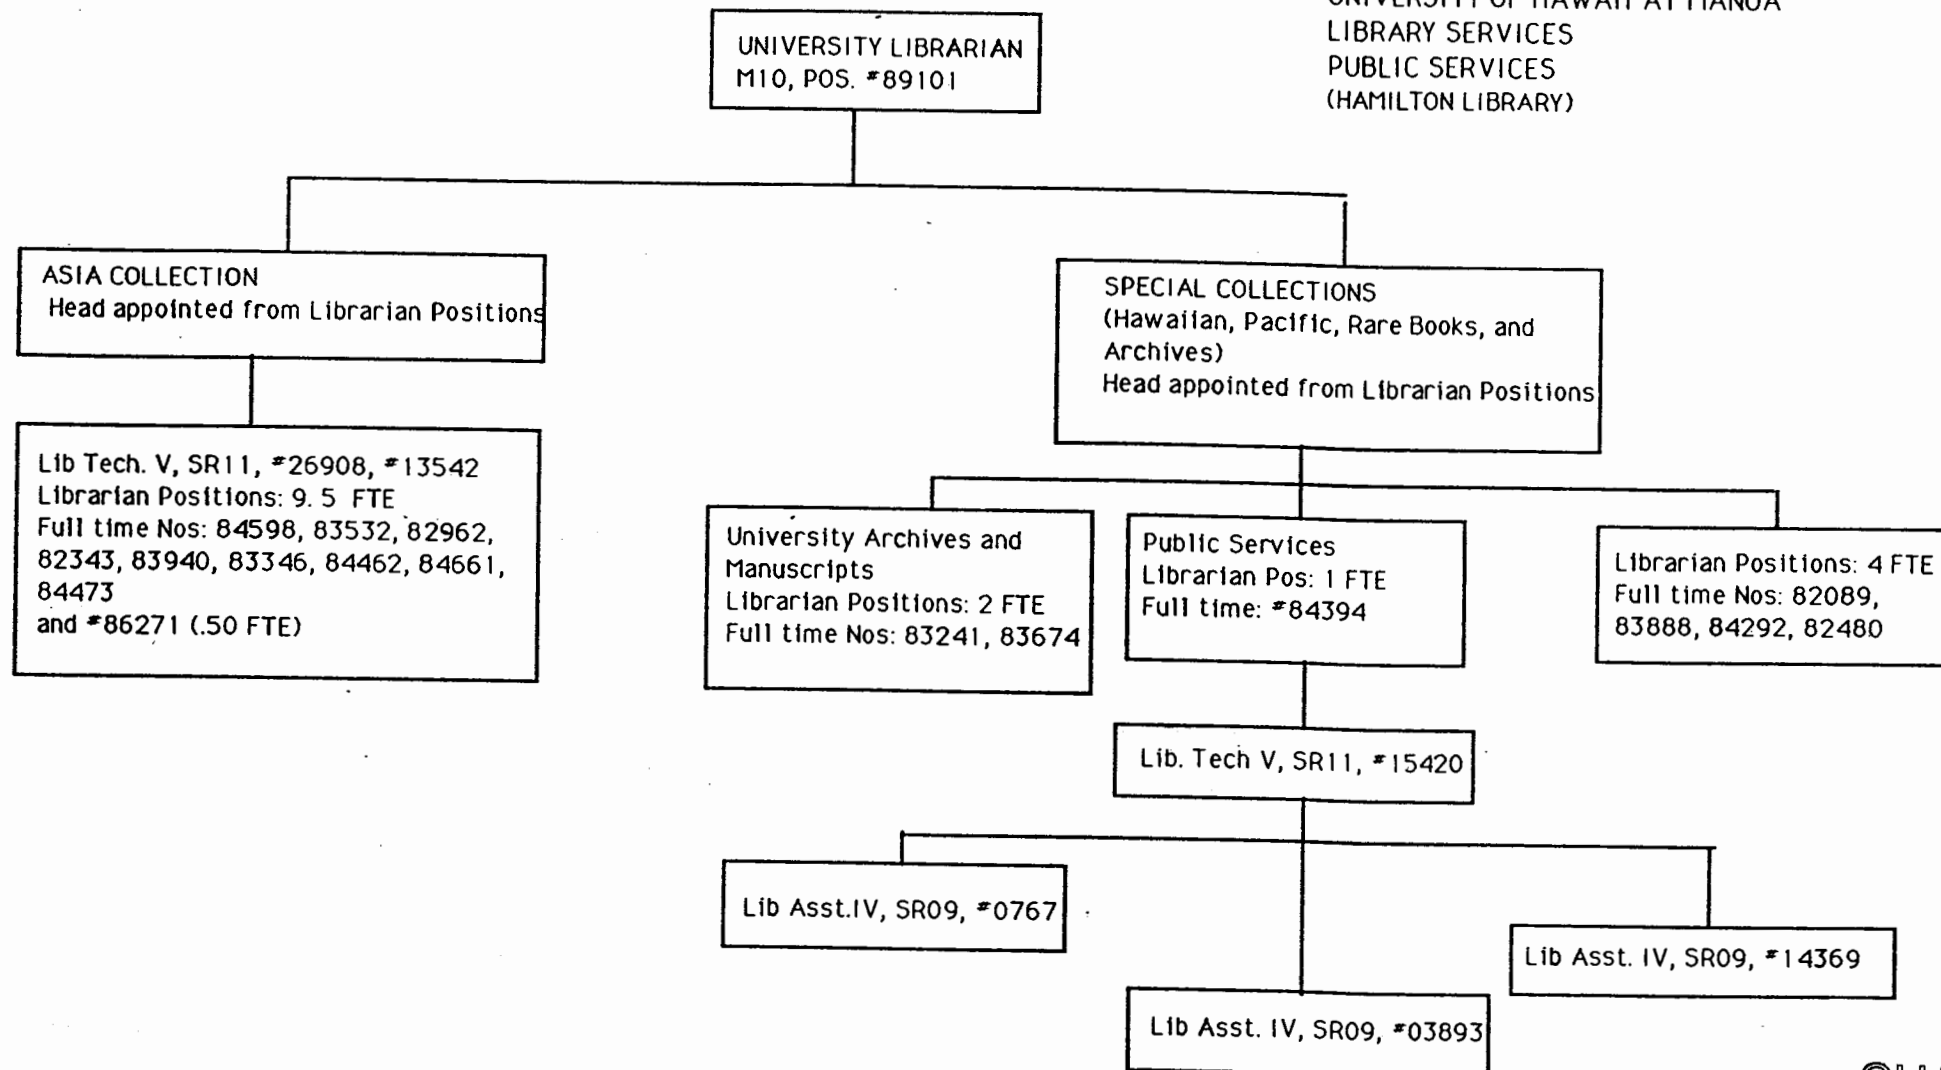 UNIVERSITY OF HAWAII AT MANOA
LIBRARY SERVICES
PUBLIC SERVICES
(HAMILTON LIBRARY)
UNIVERSITY LIBRARIAN
M10, POS. #89101
ASIA COLLECTION
Head appointed from Librarian Positions
SPECIAL COLLECTIONS
(Hawaiian, Pacific, Rare Books, and
Archives)
Head appointed from Librarian Positions
Lib Tech. V, SR11, #26908, #13542
Librarian Positions: 9.5 FTE
Full time Nos: 84598, 83532, 82962,
82343, 83940, 83346, 84462, 84661,
84473
and #86271 (.50 FTE)
University Archives and
Manuscripts
Librarian Positions: 2 FTE
Full time Nos: 83241, 83674
Public Services
Librarian Pos: 1 FTE
Full time: #84394
Librarian Positions: 4 FTE
Full time Nos: 82089,
83888, 84292, 82480
Lib. Tech V, SR11, #15420
Lib Asst.IV, SR09, #0767
Lib Asst. IV, SR09, #14369
Lib Asst. IV, SR09, #03893